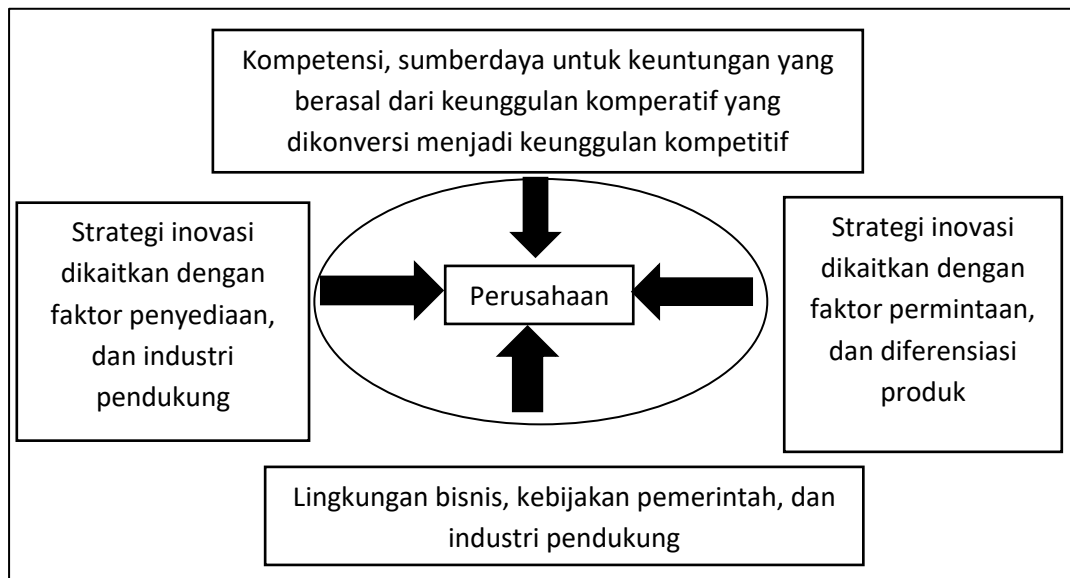 Kompetensi, sumberdaya untuk keuntungan yang
berasal dari keunggulan komperatif yang
dikonversi menjadi keunggulan kompetitif
Strategi inovasi
dikaitkan dengan
faktor penyediaan,
dan industri
pendukung
Perusahaan
Strategi inovasi
dikaitkan dengan
faktor permintaan,
dan diferensiasi
produk
Lingkungan bisnis, kebijakan pemerintah, dan
industri pendukung